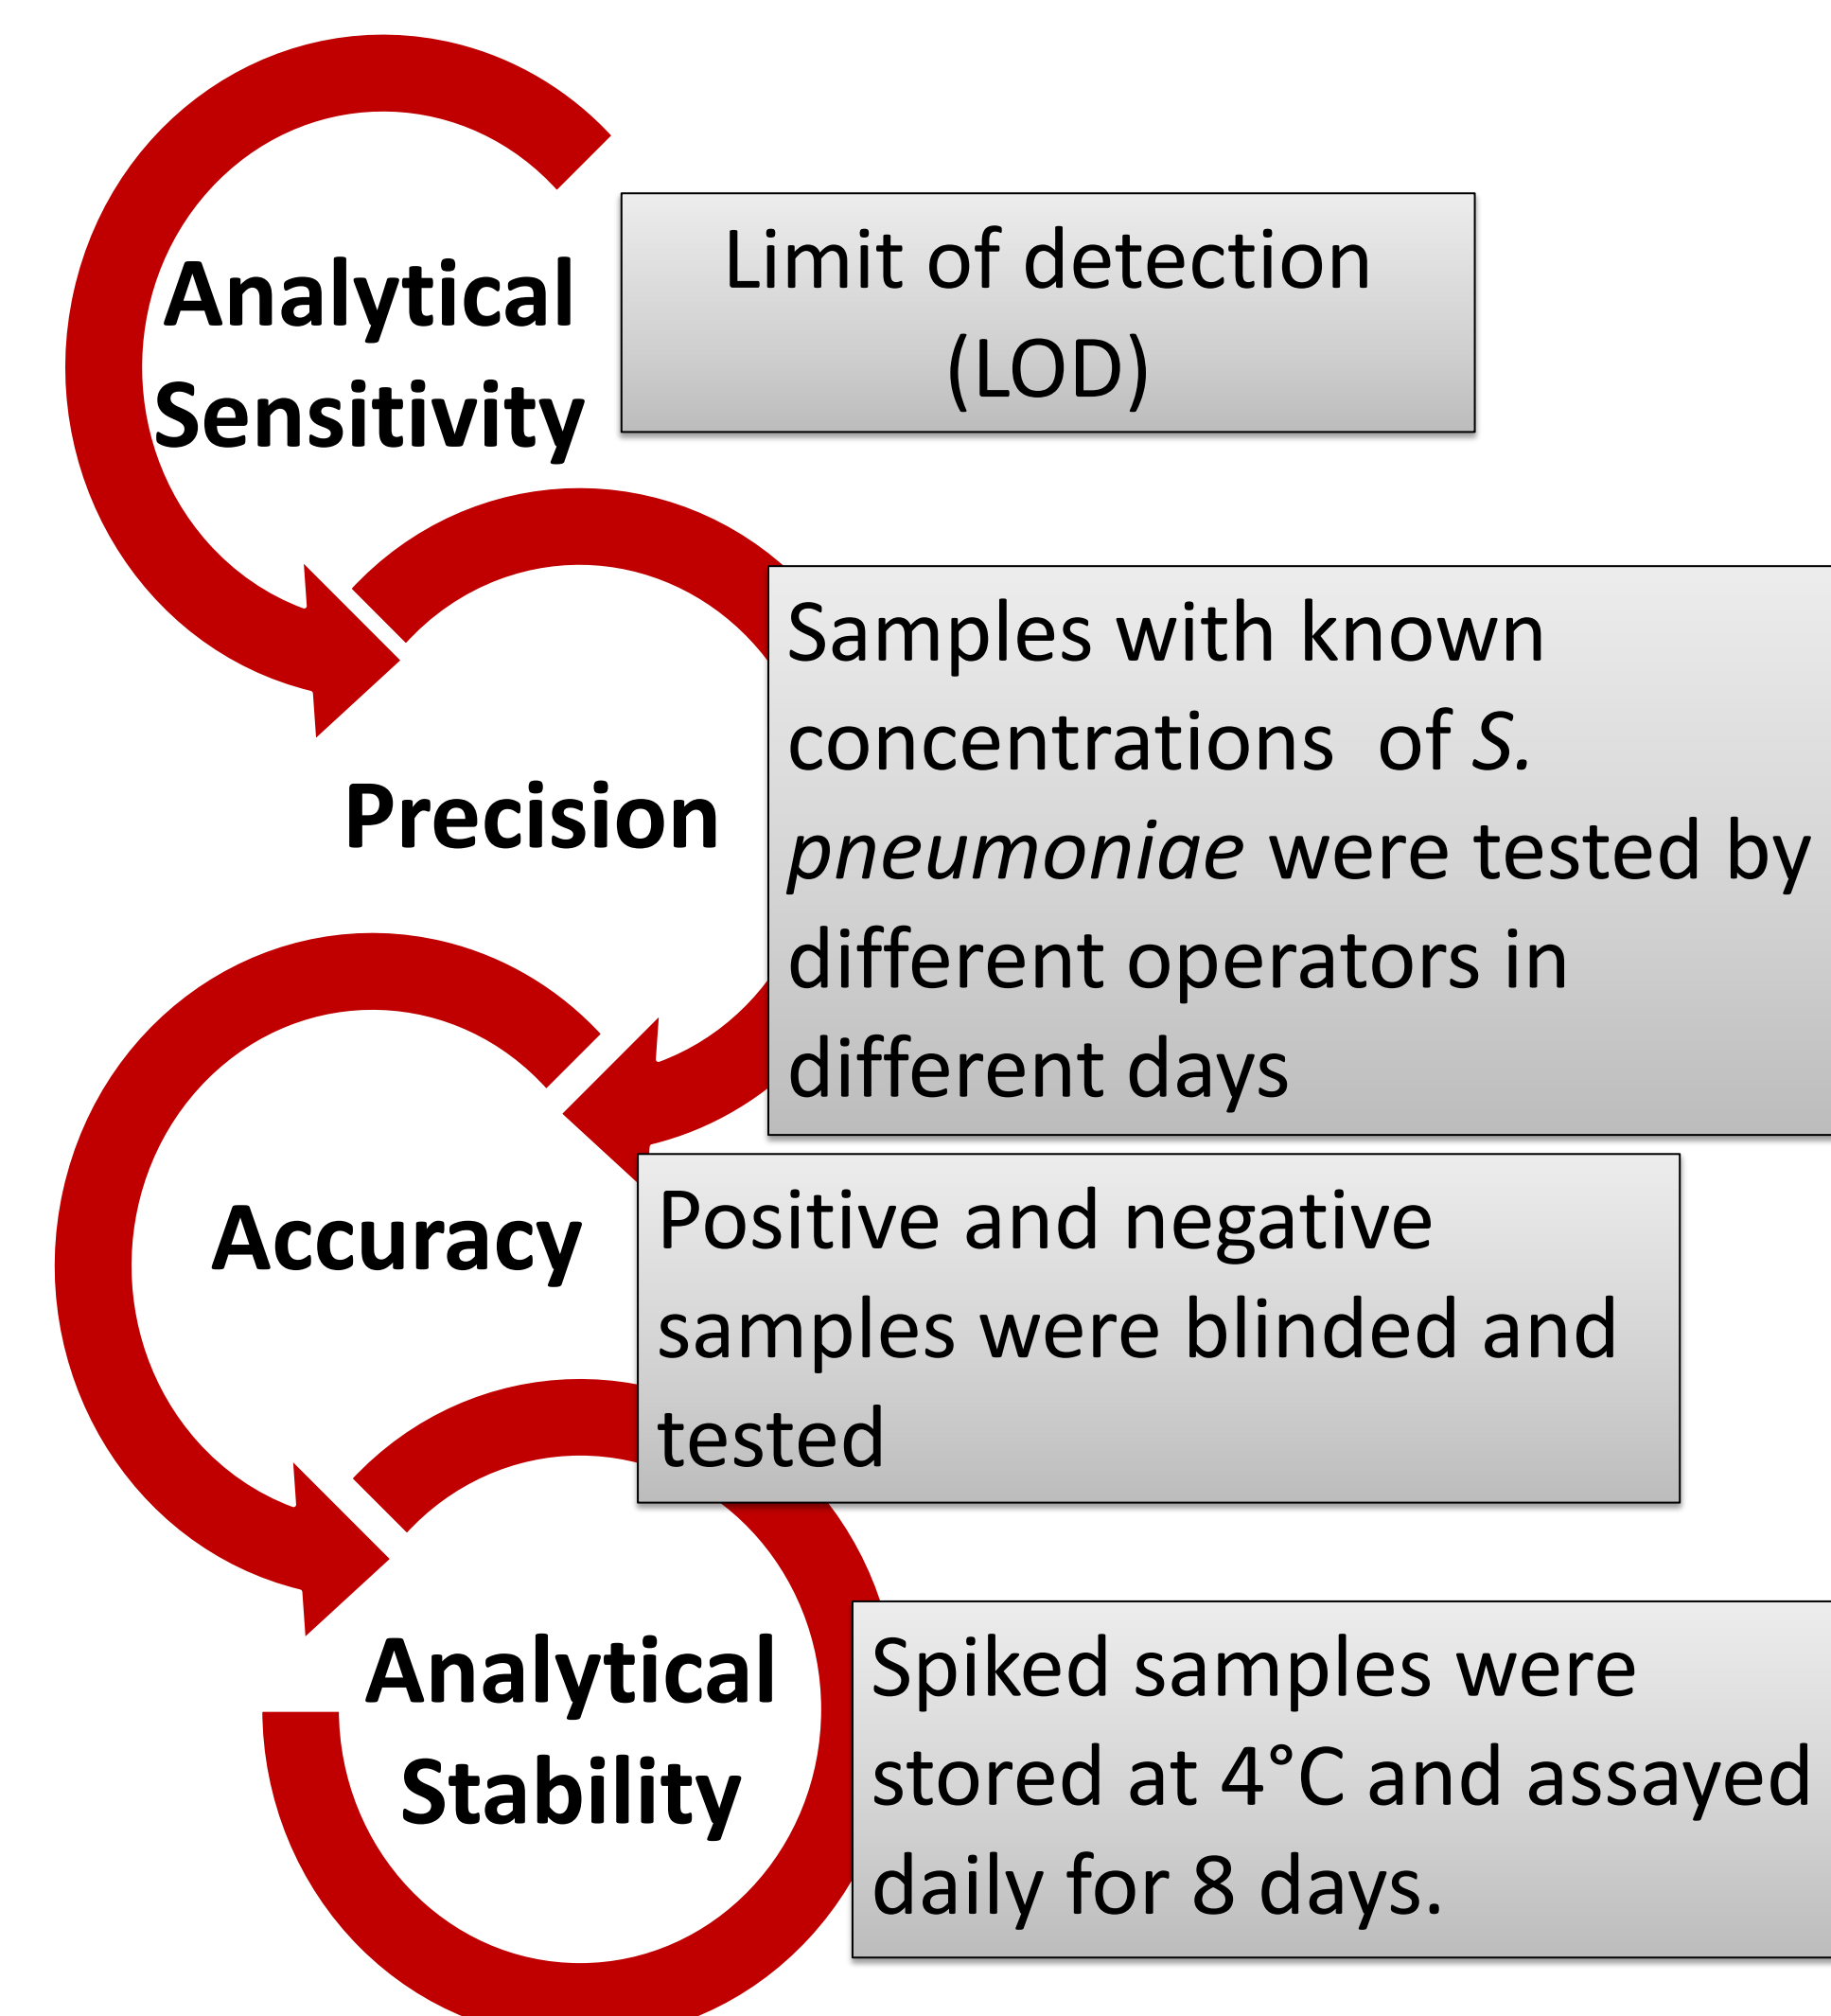 Analytical
Sensitivity
Limit of detection
(LOD)
Precision
Samples with known
concentrations  of S.
pneumoniae were tested by
different operators in
different days
Accuracy
Positive and negative
samples were blinded and
tested
Analytical
Stability
Spiked samples were
stored at 4°C and assayed
daily for 8 days.